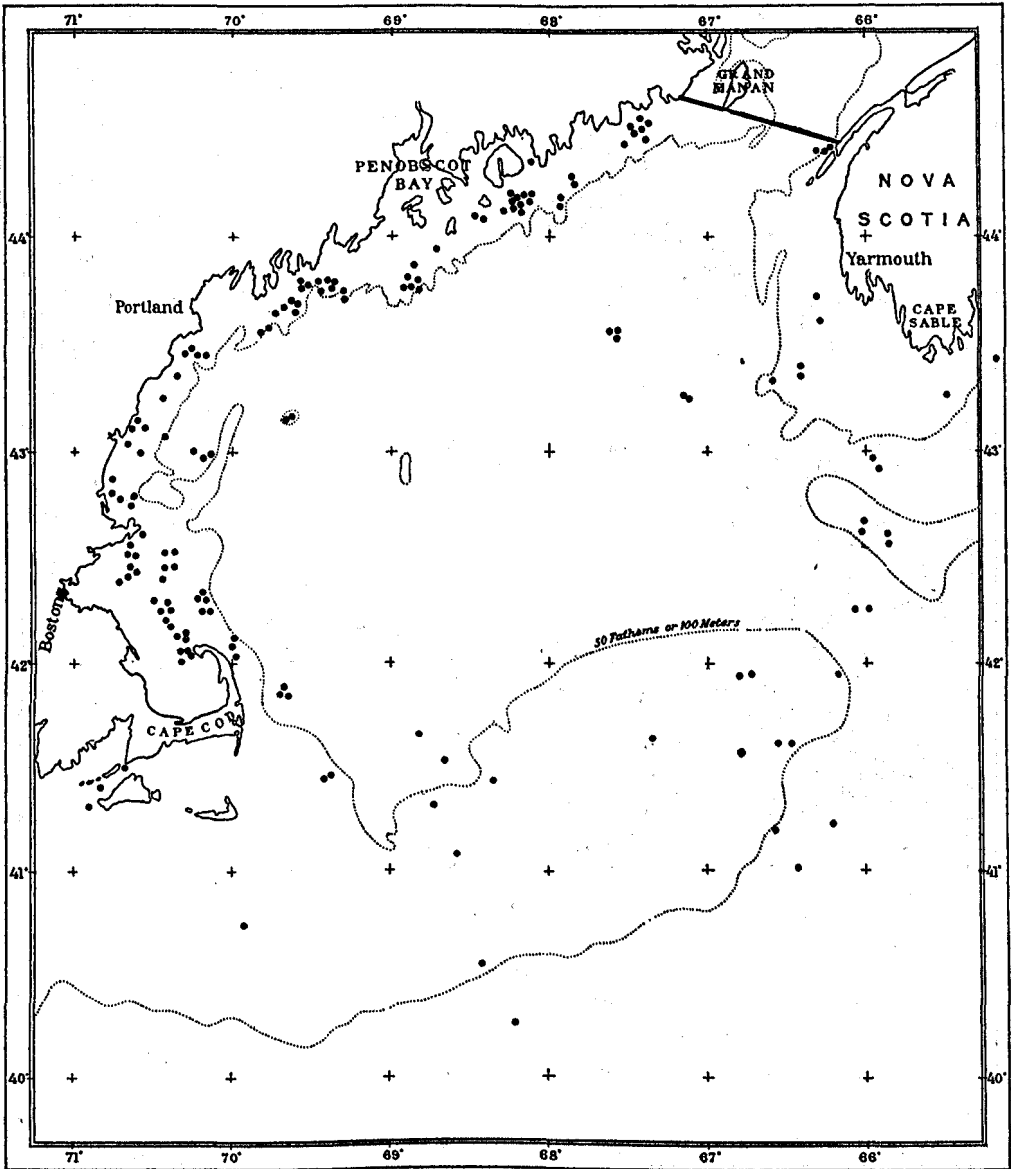 71° 70° 69° 68° 67° 66°
GRAND
MANAN
PENOBSCOT
BAY
NOVA
SCOTIA
44° 44°
Yarmouth
Portland
CAPE
SABLE
43° 43°
Boston
50 Fathoms or 100 Meters
42° 42°
CAPE COD
41° 41°
40° 40°
71° 70° 69° 68° 67° 66°